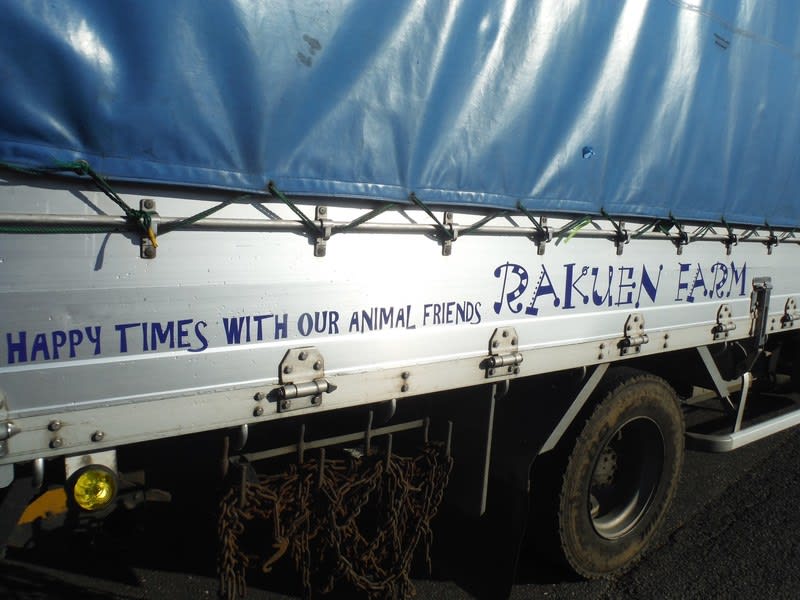 HAPPY TIMES WITH OUR ANIMAL FRIENDS RAKUEN FARM